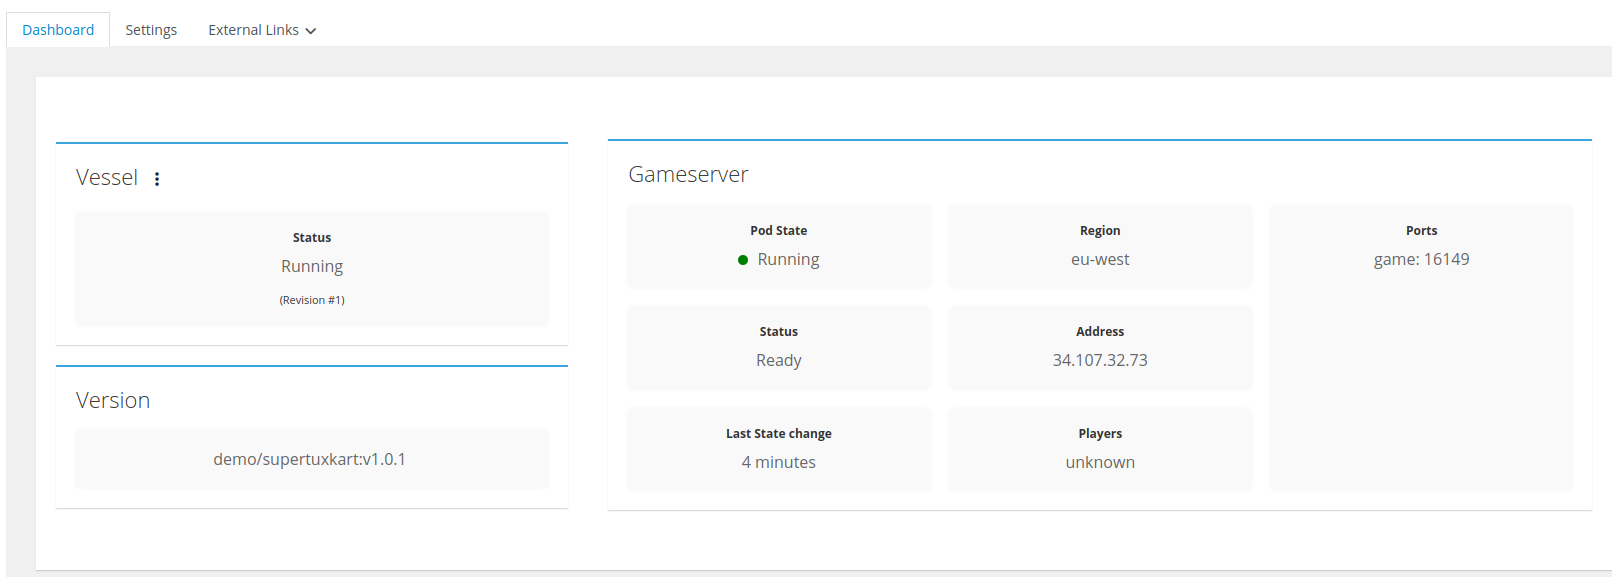 Dashboard
Settings
External Links
Vessel
Status
Running
(Revision #1)
Version
demo/supertuxkart:v1.0.1
Gameserver
Pod State
Running
Region
eu-west
Ports
game: 16149
Status
Ready
Address
34.107.32.73
Last State change
4 minutes
Players
unknown